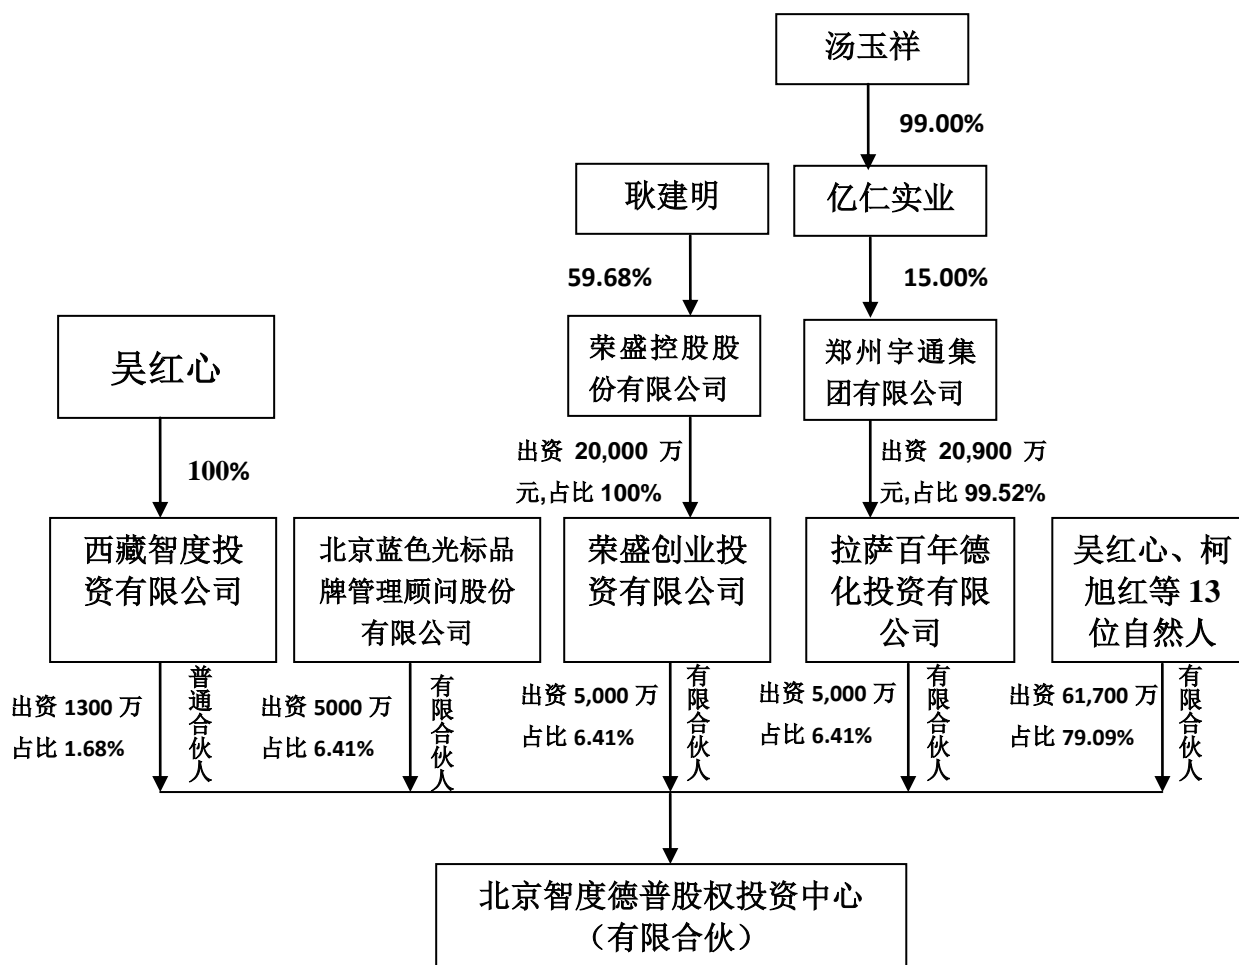 汤玉祥
99.00%
耿建明
亿仁实业
59.68%
15.00%
吴红心
荣盛控股股
份有限公司
郑州宇通集
团有限公司
100%
出资 20,000 万
元,占比 100%
出资 20,900 万
元,占比 99.52%
西藏智度投
资有限公司
北京蓝色光标品
牌管理顾问股份
有限公司
荣盛创业投
资有限公司
拉萨百年德
化投资有限
公司
吴红心、柯
旭红等 13
位自然人
出资 1300 万
占比 1.68%
普通合伙人
出资 5000 万
占比 6.41%
有限合伙人
出资 5,000 万
占比 6.41%
有限合伙人
出资 5,000 万
占比 6.41%
有限合伙人
出资 61,700 万
占比 79.09%
有限合伙人
北京智度德普股权投资中心
（有限合伙）